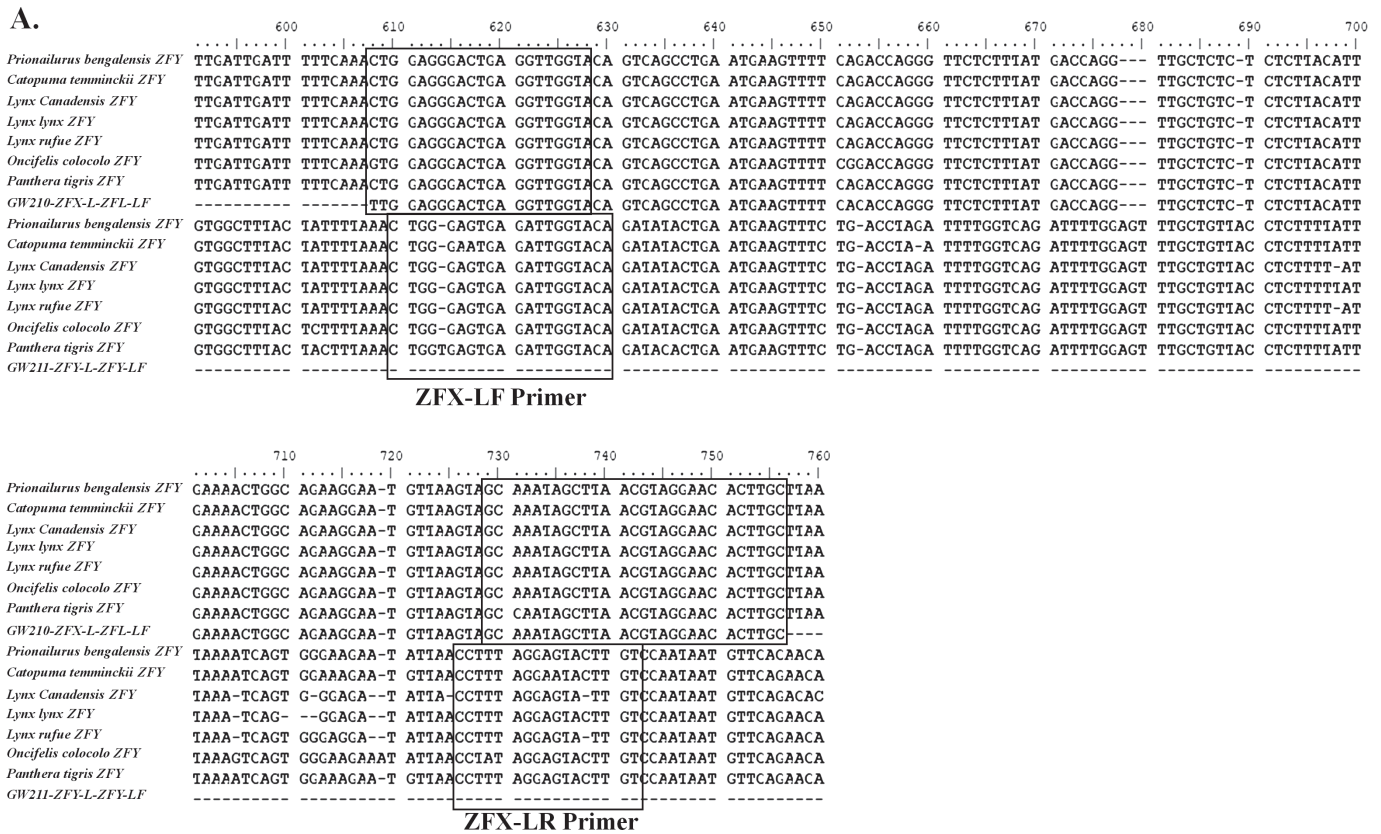 A.
600 610 620 630 640 650 660 670 680 690 700
Prionailurus bengalensis ZFY TTGATTGATT TTTCAAACTG GAGGGACTGA GGTTGGTACA GTCAGCCTGA ATGAAGTTTT CAGACCAGGG TTCTCTTTAT GACCAGG--- TTGCTCTC-T CTCTTACATT
Catopuma temminckii ZFY TTGATTGATT TTTCAAACTG GAGGGACTGA GGTTGGTACA GTCAGCCTGA ATGAAGTTTT CAGACCAGGG TTCTCTTTAT GACCAGG--- TTGCTCTC-T CTCTTACATT
Lynx Canadensis ZFY TTGATTGATT TTTCAAACTG GAGGGACTGA GGTTGGTACA GTCAGCCTGA ATGAAGTTTT CAGACCAGGG TTCTCTTTAT GACCAGG--- TTGCTGTC-T CTCTTACATT
Lynx lynx ZFY TTGATTGATT TTTCAAACTG GAGGGACTGA GGTTGGTACA GTCAGCCTGA ATGAAGTTTT CAGACCAGGG TTCTCTTTAT GACCAGG--- TTGCTGTC-T CTCTTACATT
Lynx rufue ZFY TTGATTGATT TTTCAAACTG GAGGGACTGA GGTTGGTACA GTCAGCCTGA ATGAAGTTTT CAGACCAGGG TTCTCTTTAT GACCAGG--- TTGCTGTC-T CTCTTACATT
Oncifelis colocolo ZFY TTGATTGATT TTTCAAAGTG GAGGGACTGA GGTTGGTACA GTCAGCCTGA ATGAAGTTTT CGGACCAGGG TTCTCTTTAT GACCAGG--- TTGCTCTC-T CTCTTACATT
Panthera tigris ZFY TTGATTGATT TTTCAAACTG GAGGGACTGA GGTTGGTACA GTCAGCCTGA ATGAAGTTTT CAGACCAGGG TTCTCTTTAT GACCAGG--- TTGCTGTC-T CTCTTACATT
GW210-ZFX-L-ZFL-LF ---------- -------TTG GAGGGACTGA GGTTGGTACA GTCAGCCTGA ATGAAGTTTT CACACCAGGG TTCTCTTTAT GACCAGG--- TTGCTCTC-T CTCTTACATT
Prionailurus bengalensis ZFY GTGGCTTTAC TATTTTAAAC TGG-GAGTGA GATTGGTACA GATATACTGA ATGAAGTTTC TG-ACCTAGA TTTTGGTCAG ATTTTGGAGT TTGCTGTTAC CTCTTTTATT
Catopuma temminckii ZFY GTGGCTTTAC TATTTTAAAC TGG-GAATGA GATTGGTACA GATATACTGA ATGAAGTTTC TG-ACCTA-A TTTTGGTCAG ATTTTGGAGT TTGCTGTTAC CTCTTTTATT
Lynx Canadensis ZFY GTGGCTTTAC TATTTTAAAC TGG-GAGTGA GATTGGTACA GATATACTGA ATGAAGTTTC TG-ACCTAGA TTTTGGTCAG ATTTTGGAGT TTGCTGTTAC CTCTTTT-AT
Lynx lynx ZFY GTGGCTTTAC TATTTTAAAC TGG-GAGTGA GATTGGTACA GATATACTGA ATGAAGTTTC TG-ACCTAGA TTTTGGTCAG ATTTTGGAGT TTGCTGTTAC CTCTTTTTAT
Lynx rufue ZFY GTGGCTTTAC TATTTTAAAC TGG-GAGTGA GATTGGTACA GATATACTGA ATGAAGTTTC TG-ACCTAGA TTTTGGTCAG ATTTTGGAGT TTGCTGTTAC CTCTTTT-AT
Oncifelis colocolo ZFY GTGGCTTTAC TCTTTTAAAC TGG-GAGTGA GATTGGTACA GATATACTGA ATGAAGTTTC TG-ACCTAGA TTTTGGTCAG ATTTTGGAGT TTGCTGTTAC CTCTTTTATT
Panthera tigris ZFY GTGGCTTTAC TACTTTAAAC TGGTGAGTGA GATTGGTACA GATACACTGA ATGAAGTTTC TG-ACCTAGA TTTTGGTCAG ATTTTGGAGT TTGCTGTTAC CTCTTTTATT
GW211-ZFY-L-ZFY-LF ---------- ---------- ---------- ---------- ---------- ---------- ---------- ---------- ---------- ---------- ----------
ZFX-LF Primer
710 720 730 740 750 760
Prionailurus bengalensis ZFY GAAAACTGGC AGAAGGAA-T GTTAAGTAGC AAATAGCTTA ACGTAGGAAC ACTTGCTTAA
Catopuma temminckii ZFY GAAAACTGGC AGAAGGAA-T GTTAAGTAGC AAATAGCTTA ACGTAGGAAC ACTTGCTTAA
Lynx Canadensis ZFY GAAAACTGGC AGAAGGAA-T GTTAAGTAGC AAATAGCTTA ACGTAGGAAC ACTTGCTTAA
Lynx lynx ZFY GAAAACTGGC AGAAGGAA-T GTTAAGTAGC AAATAGCTTA ACGTAGGAAC ACTTGCTTAA
Lynx rufue ZFY GAAAACTGGC AGAAGGAA-T GTTAAGTAGC AAATAGCTTA ACGTAGGAAC ACTTGCTTAA
Oncifelis colocolo ZFY GAAAACTGGC AGAAGGAA-T GTTAAGTAGC AAATAGCTTA ACGTAGGAAC ACTTGCTTAA
Panthera tigris ZFY GAAAACTGGC AGAAGGAA-T GTTAAGTAGC CAATAGCTTA ACGTAGGAAC ACTTGCTTAA
GW210-ZFX-L-ZFL-LF GAAAACTGGC AGAAGGAA-T GTTAAGTAGC AAATAGCTTA ACGTAGGAAC ACTTGC----
Prionailurus bengalensis ZFY TAAAATCAGT GGGAAGAA-T ATTAACCTTT AGGAGTACTT GTCCAATAAT GTTCACAACA
Catopuma temminckii ZFY TAAAATCAGT GGAAAGAA-T GTTAACCTTT AGGAATACTT GTCCAATAAT GTTCAGAACA
Lynx Canadensis ZFY TAAA-TCAGT G-GGAGA--T ATTA-CCTTT AGGAGTA-TT GTCCAATAAT GTTCAGACAC
Lynx lynx ZFY TAAA-TCAG- --GGAGA--T ATTAACCTTT AGGAGTACTT GTCCAATAAT GTTCAGAACA
Lynx rufue ZFY TAAA-TCAGT GGGAGGA--T ATTAACCTTT AGGAGTA-TT GTCCAATAAT GTTCAGAACA
Oncifelis colocolo ZFY TAAAGTCAGT GGGAAGAAAT ATTAACCTAT AGGAGTACTT GTCCAATAAT GTTCAGAACA
Panthera tigris ZFY TAAAATCAGT GGAAAGAA-T GTTAACCTTT AGGAGTACTT GTCCAATAAT GTTCAGAACA
GW211-ZFY-L-ZFY-LF ---------- ---------- ---------- ---------- ---------- ----------
ZFX-LR Primer